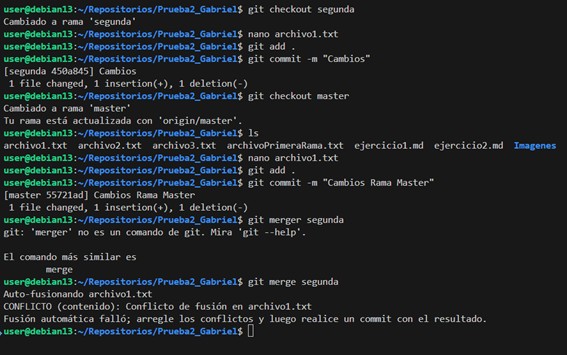 user@debian13:~/Repositorios/Prueba2_Gabriel$ git checkout segunda
Cambiado a rama 'segunda'
user@debian13:~/Repositorios/Prueba2_Gabriel$ nano archivo1.txt
user@debian13:~/Repositorios/Prueba2_Gabriel$ git add .
user@debian13:~/Repositorios/Prueba2_Gabriel$ git commit -m "Cambios"
[segunda 450a845] Cambios
 1 file changed, 1 insertion(+), 1 deletion(-)
user@debian13:~/Repositorios/Prueba2_Gabriel$ git checkout master
Cambiado a rama 'master'
Tu rama está actualizada con 'origin/master'.
user@debian13:~/Repositorios/Prueba2_Gabriel$ ls
archivo1.txt  archivo2.txt  archivo3.txt  archivoPrimeraRama.txt  ejercicio1.md  ejercicio2.md  Imagenes
user@debian13:~/Repositorios/Prueba2_Gabriel$ nano archivo1.txt
user@debian13:~/Repositorios/Prueba2_Gabriel$ git add .
user@debian13:~/Repositorios/Prueba2_Gabriel$ git commit -m "Cambios Rama Master"
[master 55721ad] Cambios Rama Master
 1 file changed, 1 insertion(+), 1 deletion(-)
user@debian13:~/Repositorios/Prueba2_Gabriel$ git merger segunda
git: 'merger' no es un comando de git. Mira 'git --help'.

El comando más similar es
        merge
user@debian13:~/Repositorios/Prueba2_Gabriel$ git merge segunda
Auto-fusionando archivo1.txt
CONFLICTO (contenido): Conflicto de fusión en archivo1.txt
Fusión automática falló; arregle los conflictos y luego realice un commit con el resultado.
user@debian13:~/Repositorios/Prueba2_Gabriel$